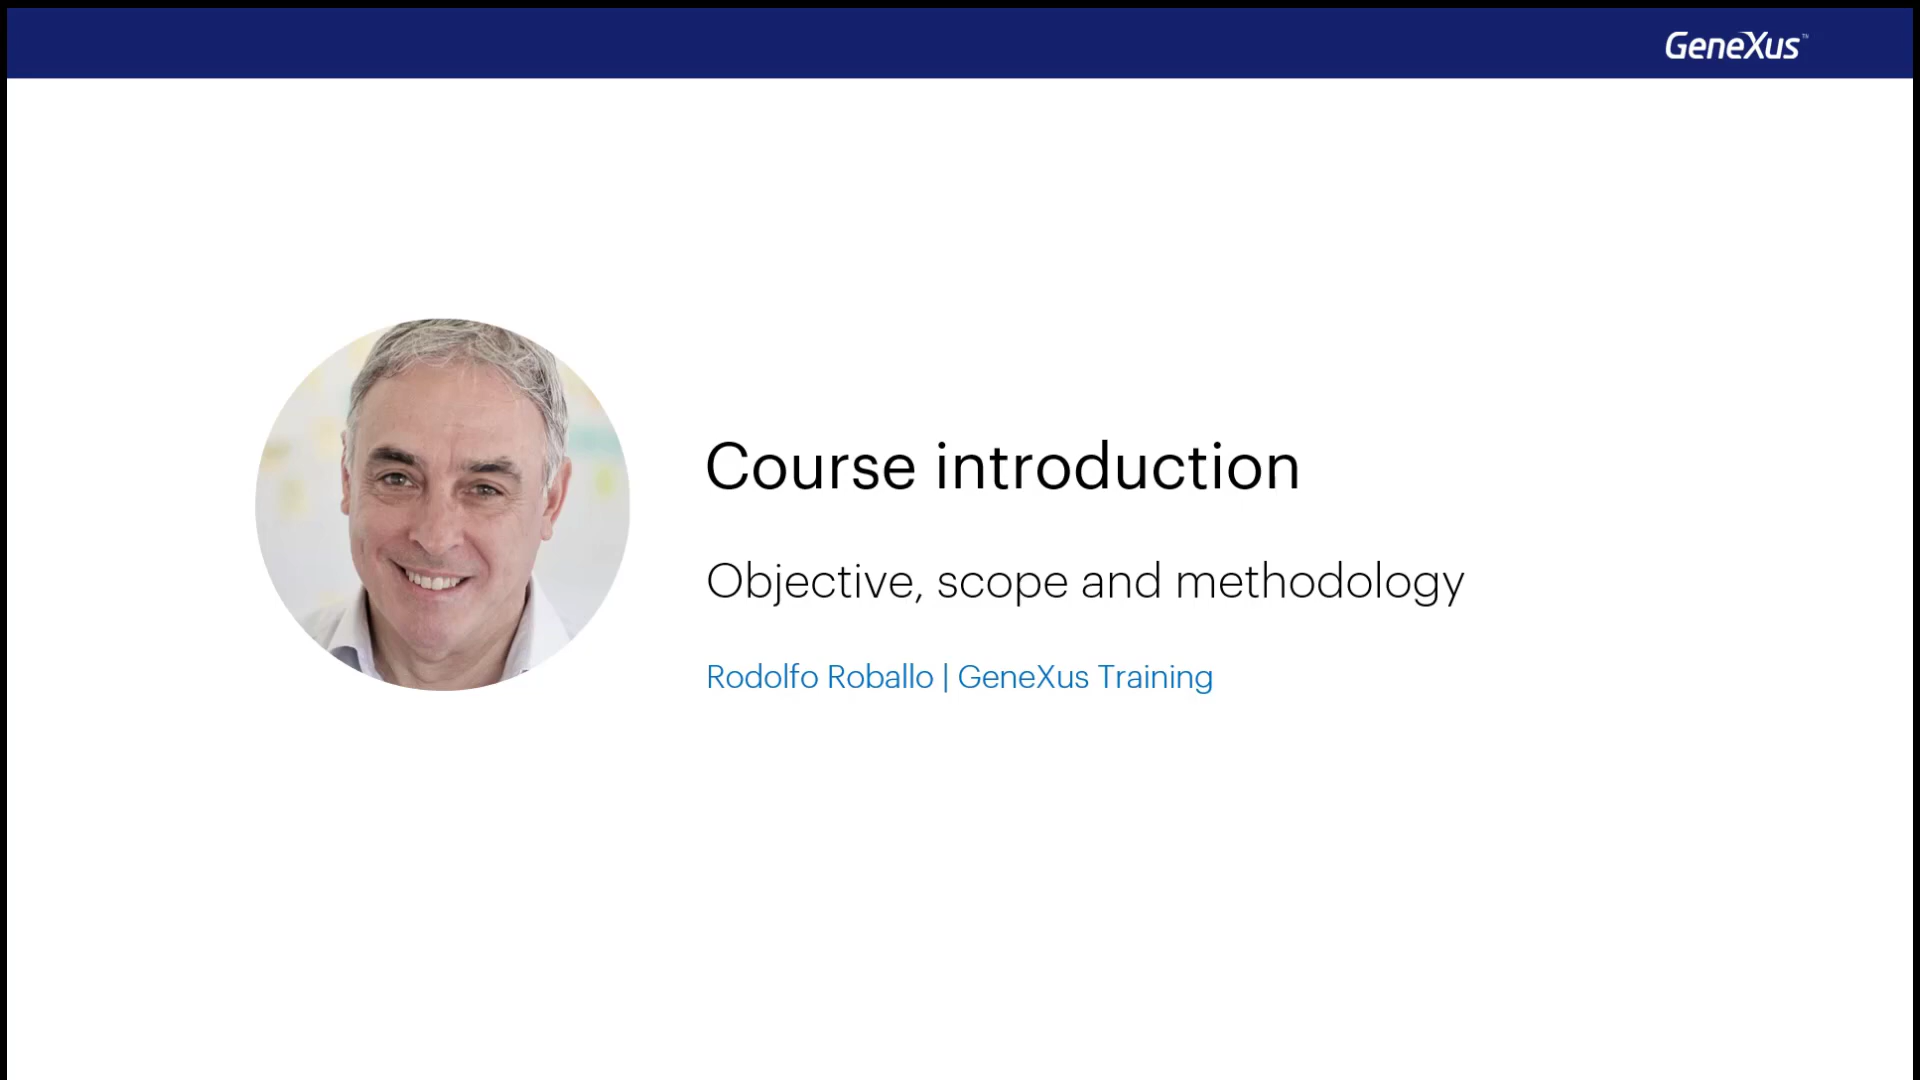 GeneXus™
Course introduction
Objective, scope and methodology
Rodolfo Roballo | GeneXus Training